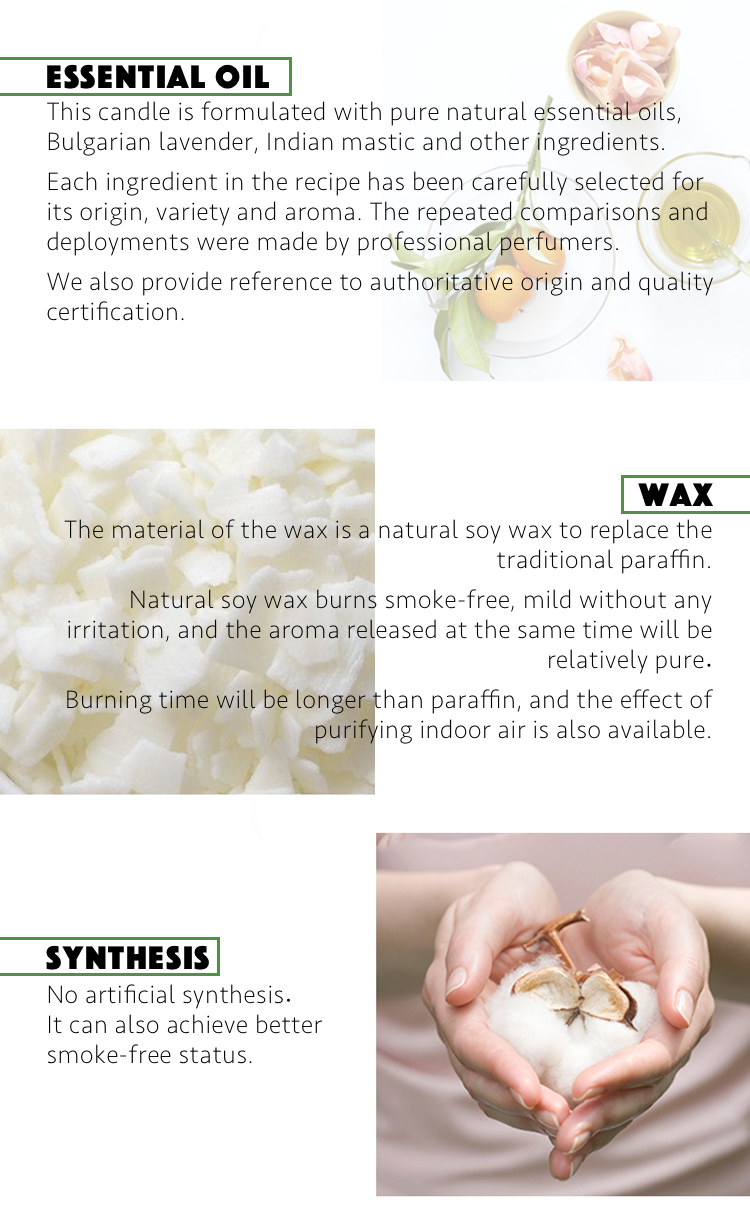 ESSENTIAL OIL
This candle is formulated with pure natural essential oils,
Bulgarian lavender, Indian mastic and other ingredients.
Each ingredient in the recipe has been carefully selected for
its origin, variety and aroma. The repeated comparisons and
deployments were made by professional perfumers.
We also provide reference to authoritative origin and quality
certification.
WAX
The material of the wax is a natural soy wax to replace the
traditional paraffin.
Natural soy wax burns smoke-free, mild without any
irritation, and the aroma released at the same time will be
relatively pure.
Burning time will be longer than paraffin, and the effect of
purifying indoor air is also available.
SYNTHESIS
No artificial synthesis.
It can also achieve better
smoke-free status.